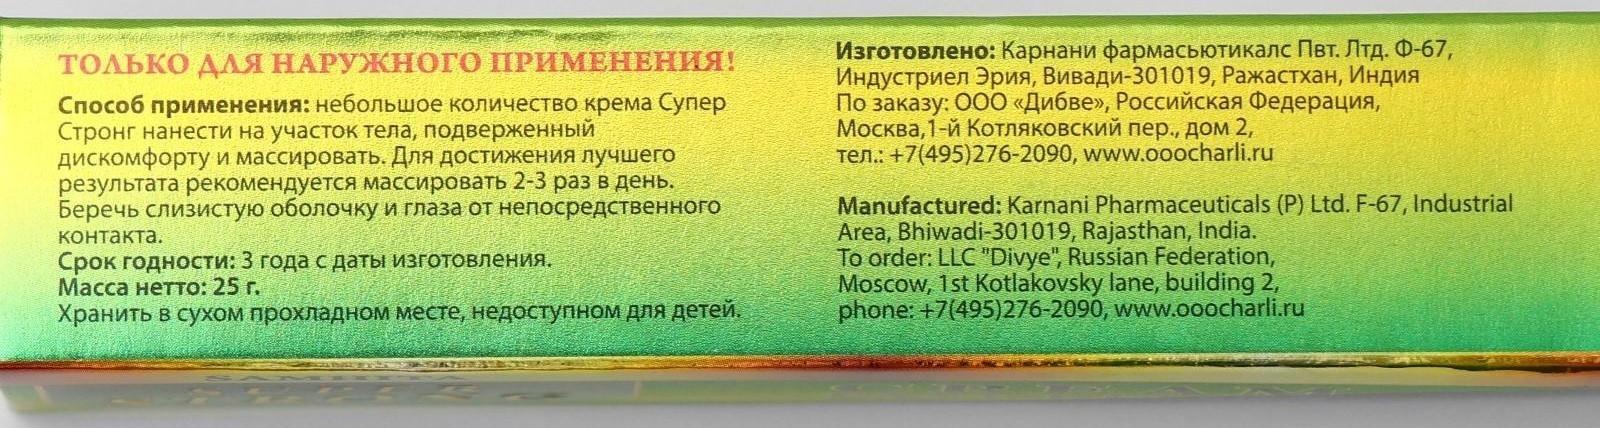 ТОЛЬКО ДЛЯ НАРУЖНОГО ПРИМЕНЕНИЯ!
Способ применения: небольшое количество крема Супер
Стронг нанести на участок тела, подверженный
дискомфорту и массировать. Для достижения лучшего
результата рекомендуется массировать 2-3 раз в день.
Беречь слизистую оболочку и глаза от непосредственного
контакта.
Срок годности: 3 года с даты изготовления.
Масса нетто: 25 г.
Хранить в сухом прохладном месте, недоступном для детей.
Изготовлено: Карнани фармасьютикалс Пвт. Лтд. Ф-67,
Индустриел Эрия, Вивади-301019, Ражастхан, Индия
По заказу: ООО «Дибве», Российская Федерация,
Москва,1-й Котляковский пер., дом 2,
тел.: +7(495)276-2090, www.ooocharli.ru
Manufactured: Karnani Pharmaceuticals (P) Ltd. F-67, Industrial
Area, Bhiwadi-301019, Rajasthan, India.
To order: LLC "Divye", Russian Federation,
Moscow, 1st Kotlakovsky lane, building 2,
phone: +7(495)276-2090, www.ooocharli.ru